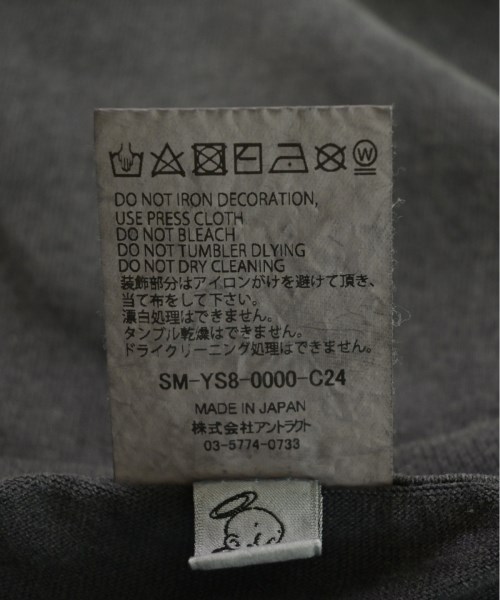 W
DO NOT IRON DECORATION,
USE PRESS CLOTH
DO NOT BLEACH
DO NOT TUMBLER DLYING
DO NOT DRY CLEANING
装飾部分はアイロンがけを避けて頂き、
当て布をして下さい。
漂白処理はできません。
タンブル乾燥はできません。
ドライクリーニング処理はできません。
SM-YS8-0000-C24
MADE IN JAPAN
株式会社アントラクト
03-5774-0733